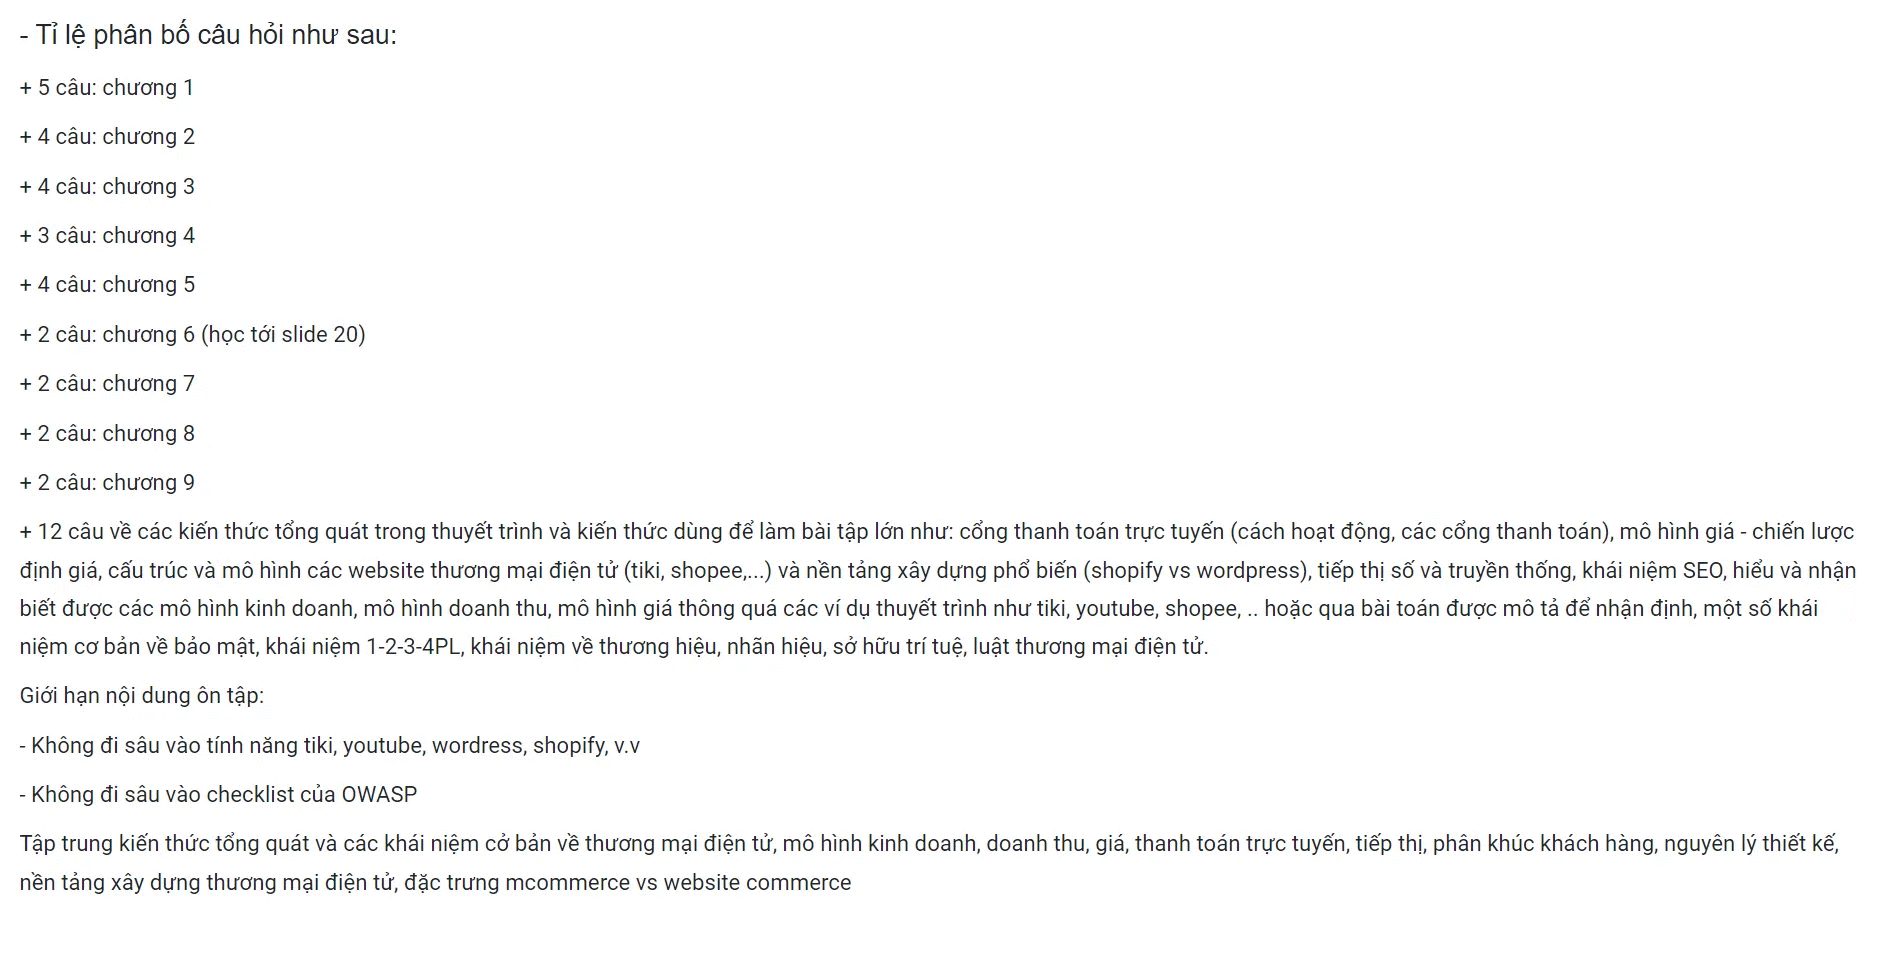 - Tỉ lệ phân bố câu hỏi như sau:
+ 5 câu: chương 1
+ 4 câu: chương 2
+ 4 câu: chương 3
+ 3 câu: chương 4
+ 4 câu: chương 5
+ 2 câu: chương 6 (học tới slide 20)
+ 2 câu: chương 7
+ 2 câu: chương 8
+ 2 câu: chương 9
+ 12 câu về các kiến thức tổng quát trong thuyết trình và kiến thức dùng để làm bài tập lớn như: cổng thanh toán trực tuyến (cách hoạt động, các cổng thanh toán), mô hình giá - chiến lược
định giá, cấu trúc và mô hình các website thương mại điện tử (tiki, shopee,...) và nền tảng xây dựng phổ biến (shopify vs wordpress), tiếp thị số và truyền thống, khái niệm SEO, hiểu và nhận
biết được các mô hình kinh doanh, mô hình doanh thu, mô hình giá thông quá các ví dụ thuyết trình như tiki, youtube, shopee, .. hoặc qua bài toán được mô tả để nhận định, một số khái
niệm cơ bản về bảo mật, khái niệm 1-2-3-4PL, khái niệm về thương hiệu, nhãn hiệu, sở hữu trí tuệ, luật thương mại điện tử.
Giới hạn nội dung ôn tập:
- Không đi sâu vào tính năng tiki, youtube, wordress, shopify, v.v
- Không đi sâu vào checklist của OWASP
Tập trung kiến thức tổng quát và các khái niệm cở bản về thương mại điện tử, mô hình kinh doanh, doanh thu, giá, thanh toán trực tuyến, tiếp thị, phân khúc khách hàng, nguyên lý thiết kế,
nền tảng xây dựng thương mại điện tử, đặc trưng mcommerce vs website commerce